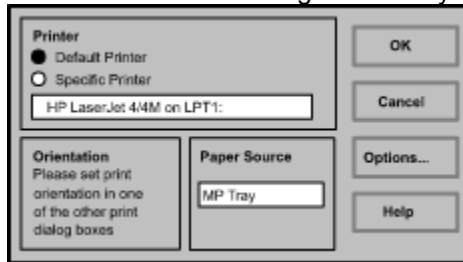 Printer
Default Printer
Specific Printer
HP LaserJet 4/4M on LPT1:
OK
Cancel
Orientation
Please set print
orientation in one
of the other print
dialog boxes
Paper Source
MP Tray
Options...
Help